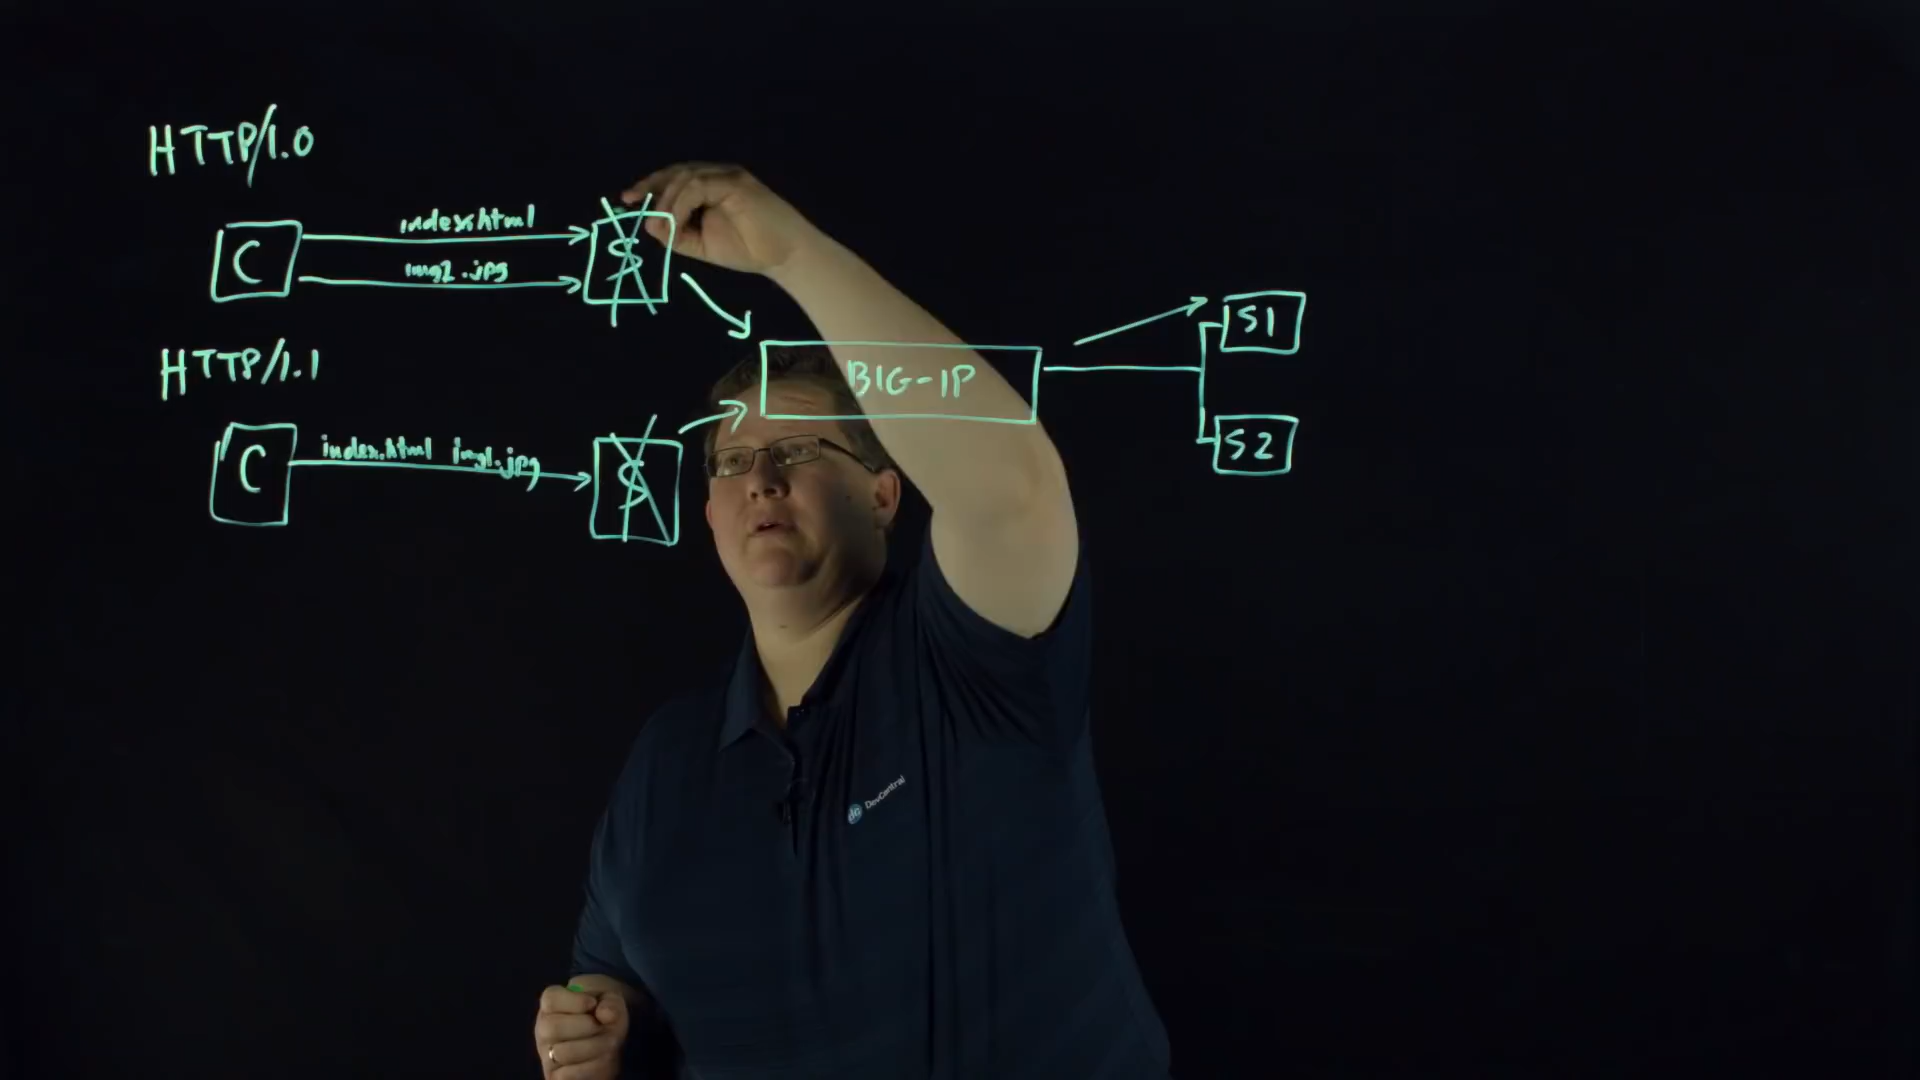 HTTP/1.0
C
index.html
img2.jpg
S
HTTP/1.1
C
index.html img1.jpg
S
BIG-IP
S1
S2
DevCentral